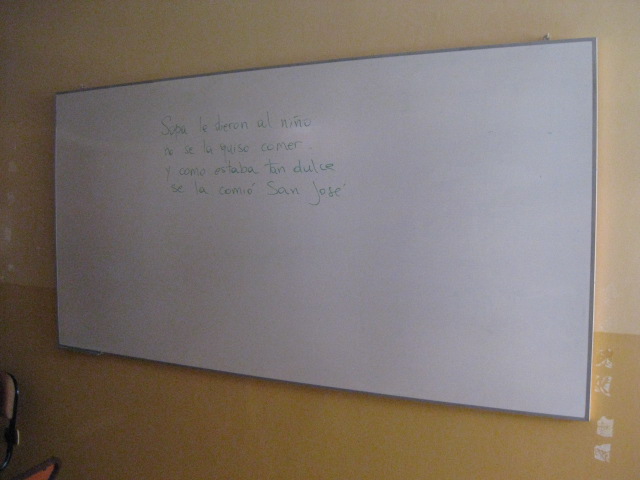 Sopa le dieron al niño
no se la quiso comer.
y como estaba tan dulce
se la comió San José